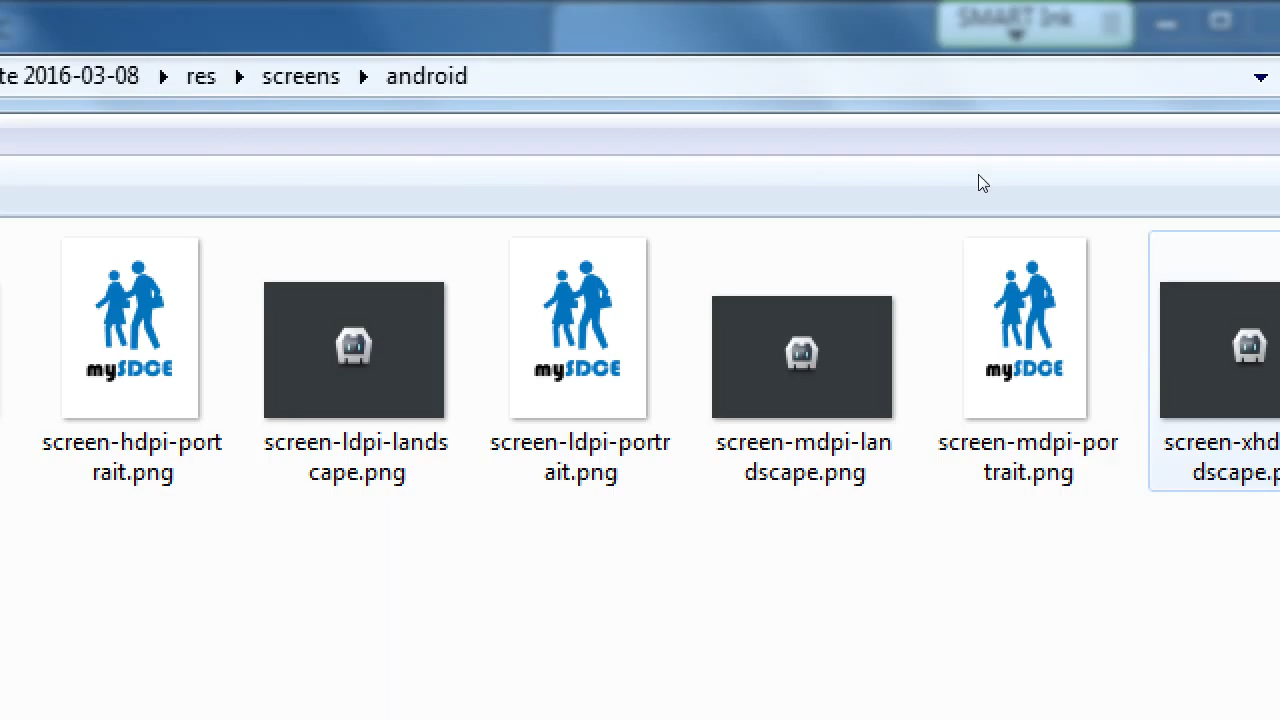 SMART Ink
te 2016-03-08 res screens android
mySDCE mySDCE mySDCE
screen-hdpi-port screen-ldpi-lands screen-ldpi-portr screen-mdpi-lan screen-mdpi-por screen-xhd
rait.png cape.png ait.png dscape.png trait.png dscape.p